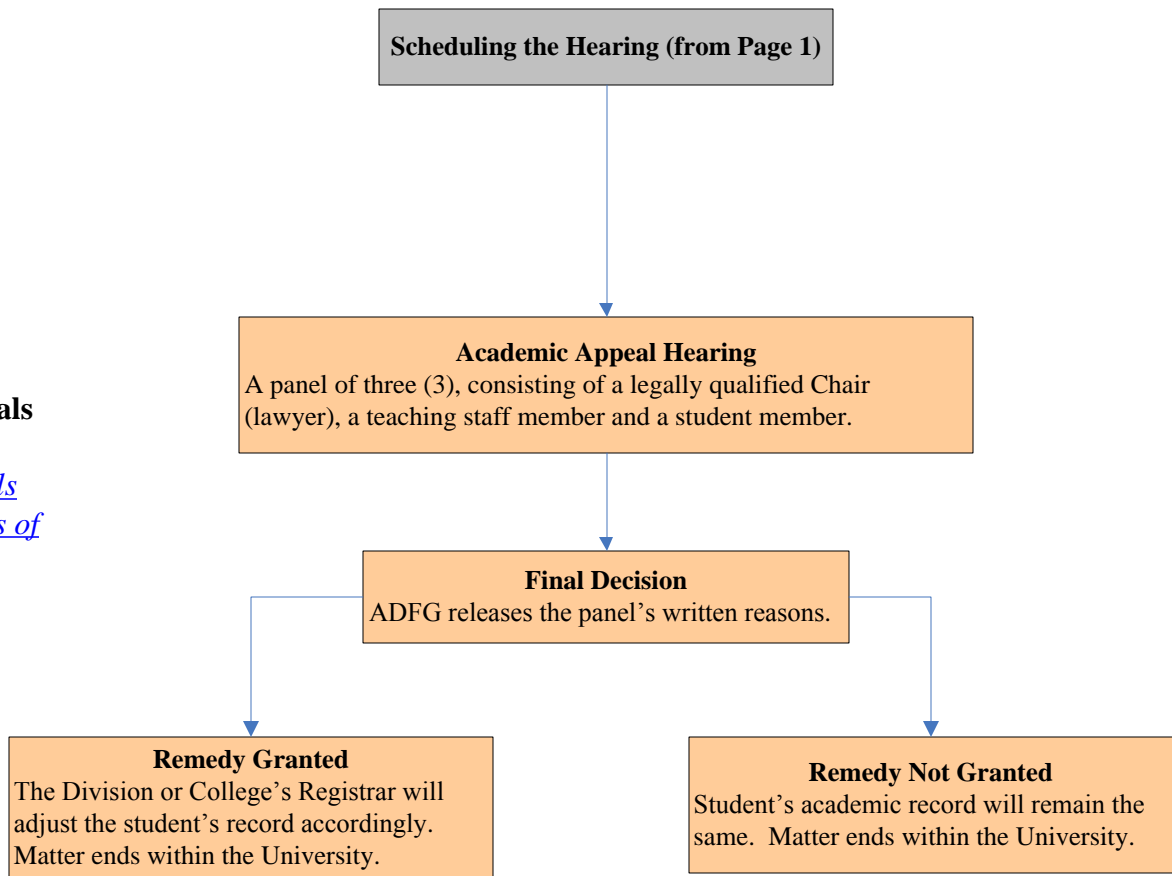 Scheduling the Hearing (from Page 1)
Academic Appeal Hearing
A panel of three (3), consisting of a legally qualified Chair
(lawyer), a teaching staff member and a student member.
als
ls
s of
Final Decision
ADFG releases the panel’s written reasons.
Remedy Granted
The Division or College’s Registrar will
adjust the student’s record accordingly.
Matter ends within the University.
Remedy Not Granted
Student’s academic record will remain the
same.  Matter ends within the University.